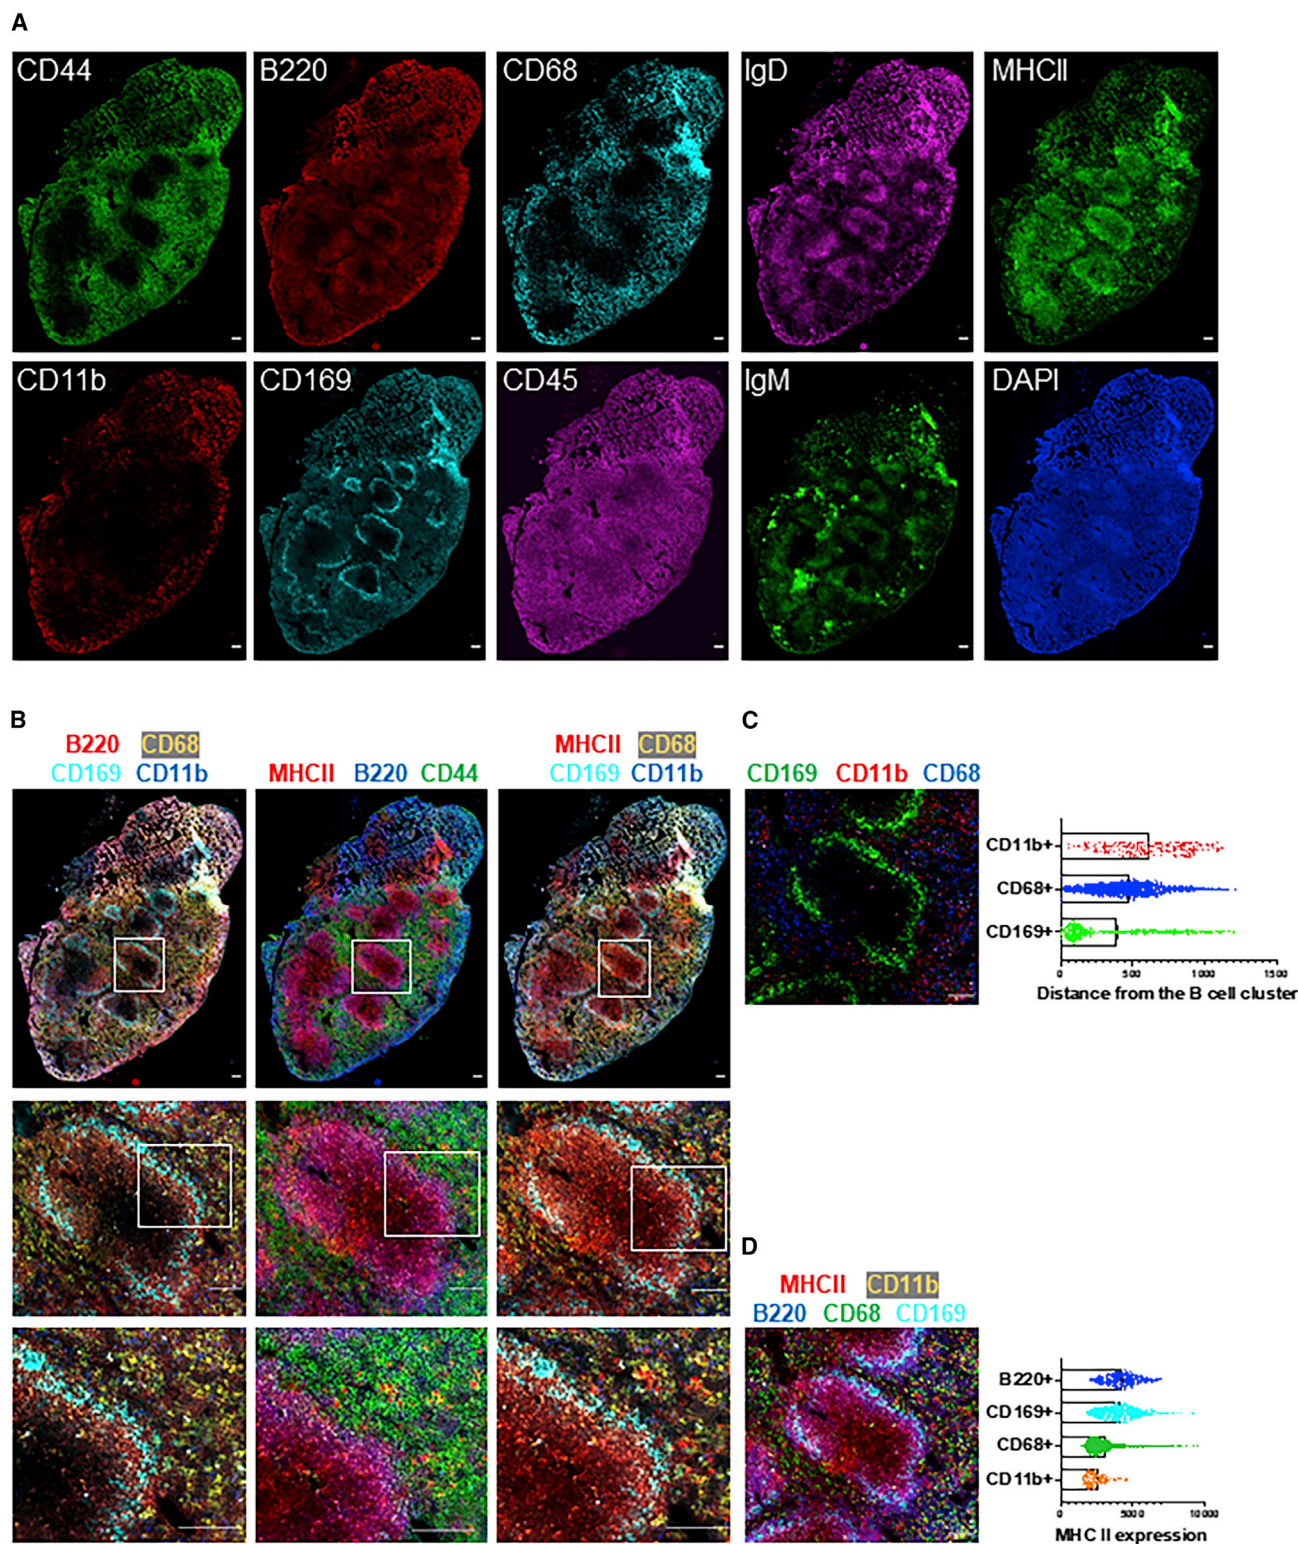 A
CD44 B220 CD68 IgD MHCII
CD11b CD169 CD45 IgM DAPI
B
B220 CD68
CD169 CD11b
MHCII B220 CD44
MHCII CD68
CD169 CD11b
C
CD169 CD11b CD68
CD11b+
CD68+
CD169+
0 500 1000 1500
Distance from the B cell cluster
D
MHCII CD11b
B220 CD68 CD169
B220+
CD169+
CD68+
CD11b+
0 5000 10000
MHC II expression